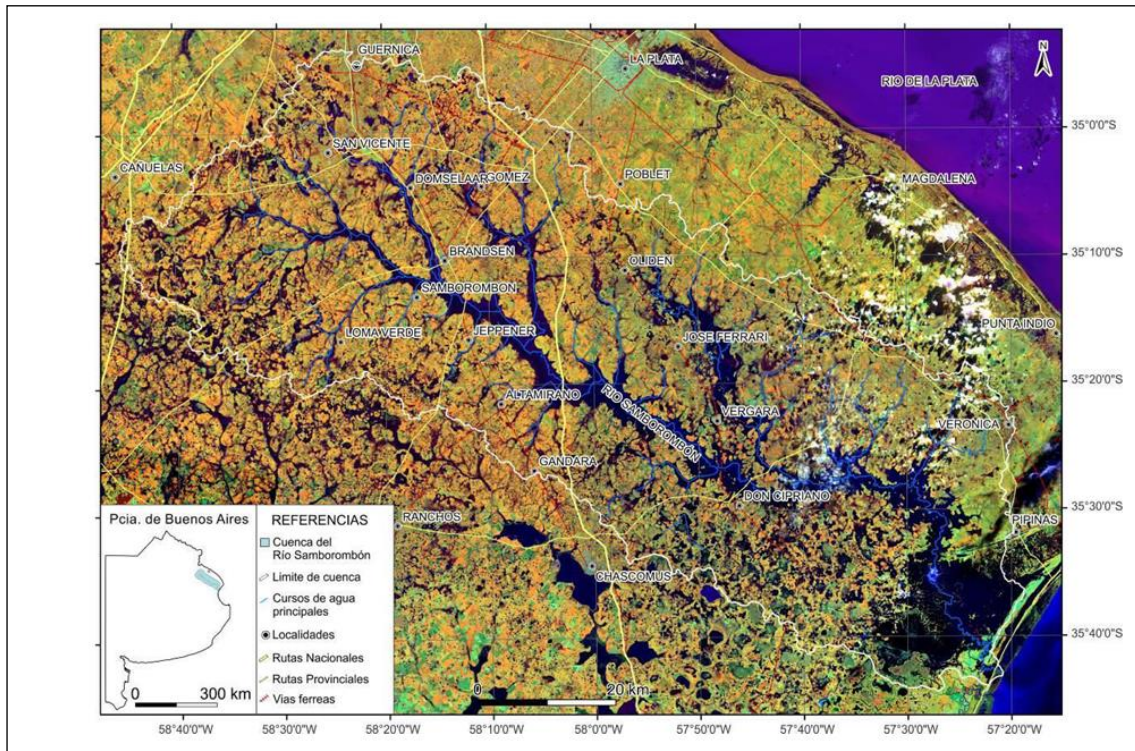 GUERNICA
LA PLATA
N
RIO DE LA PLATA
35°0'0"S
SAN VICENTE
CAÑUELAS
DOMSELAAR
GOMEZ
POBLET
MAGDALENA
35°10'0"S
BRANDSEN
OLIDEN
SAMBOROMBON
PUNTA INDIO
LOMA VERDE
JEPPENER
JOSE FERRARI
35°20'0"S
ALTAMIRANO
RIO SAMBOROMBÓN
VERGARA
VERONICA
GANDARA
DON CIPRIANO
35°30'0"S
RANCHOS
PIPINAS
CHASCOMUS
35°40'0"S
0 20 km
Pcia. de Buenos Aires
0 300 km
REFERENCIAS
Cuenca del
Río Samborombón
Limite de cuenca
Cursos de agua
principales
Localidades
Rutas Nacionales
Rutas Provinciales
Vias ferreas
58°40'0"W 58°30'0"W 58°20'0"W 58°10'0"W 58°0'0"W 57°50'0"W 57°40'0"W 57°30'0"W 57°20'0"W